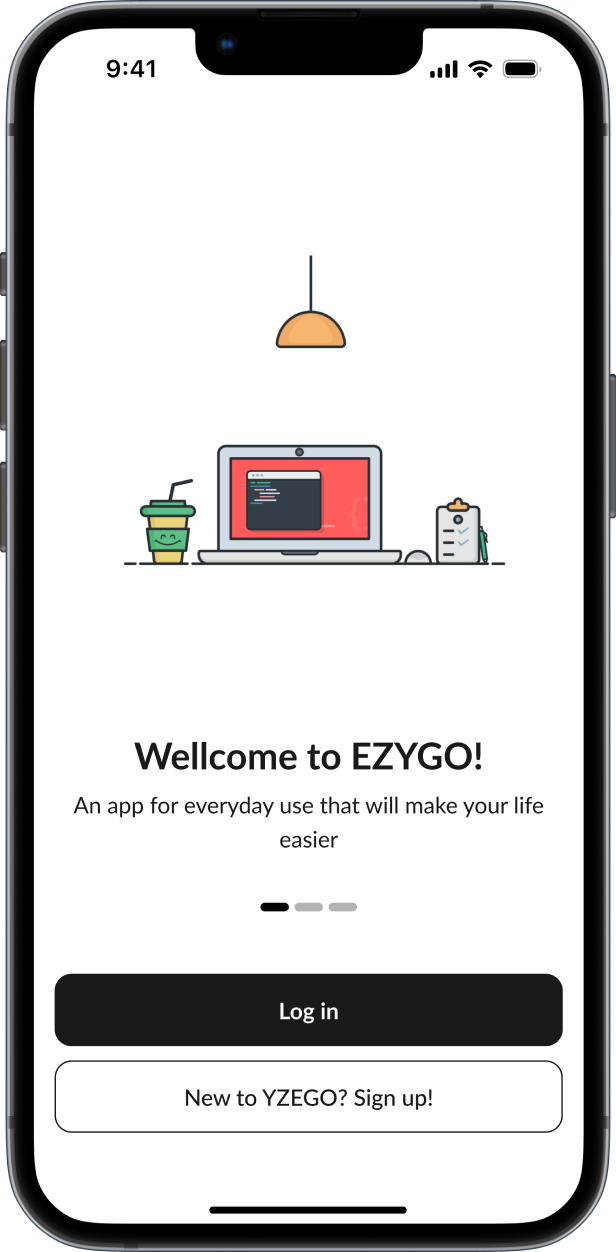 9:41
Wellcome to EZYGO!
An app for everyday use that will make your life
easier
Log in
New to YZEGO? Sign up!